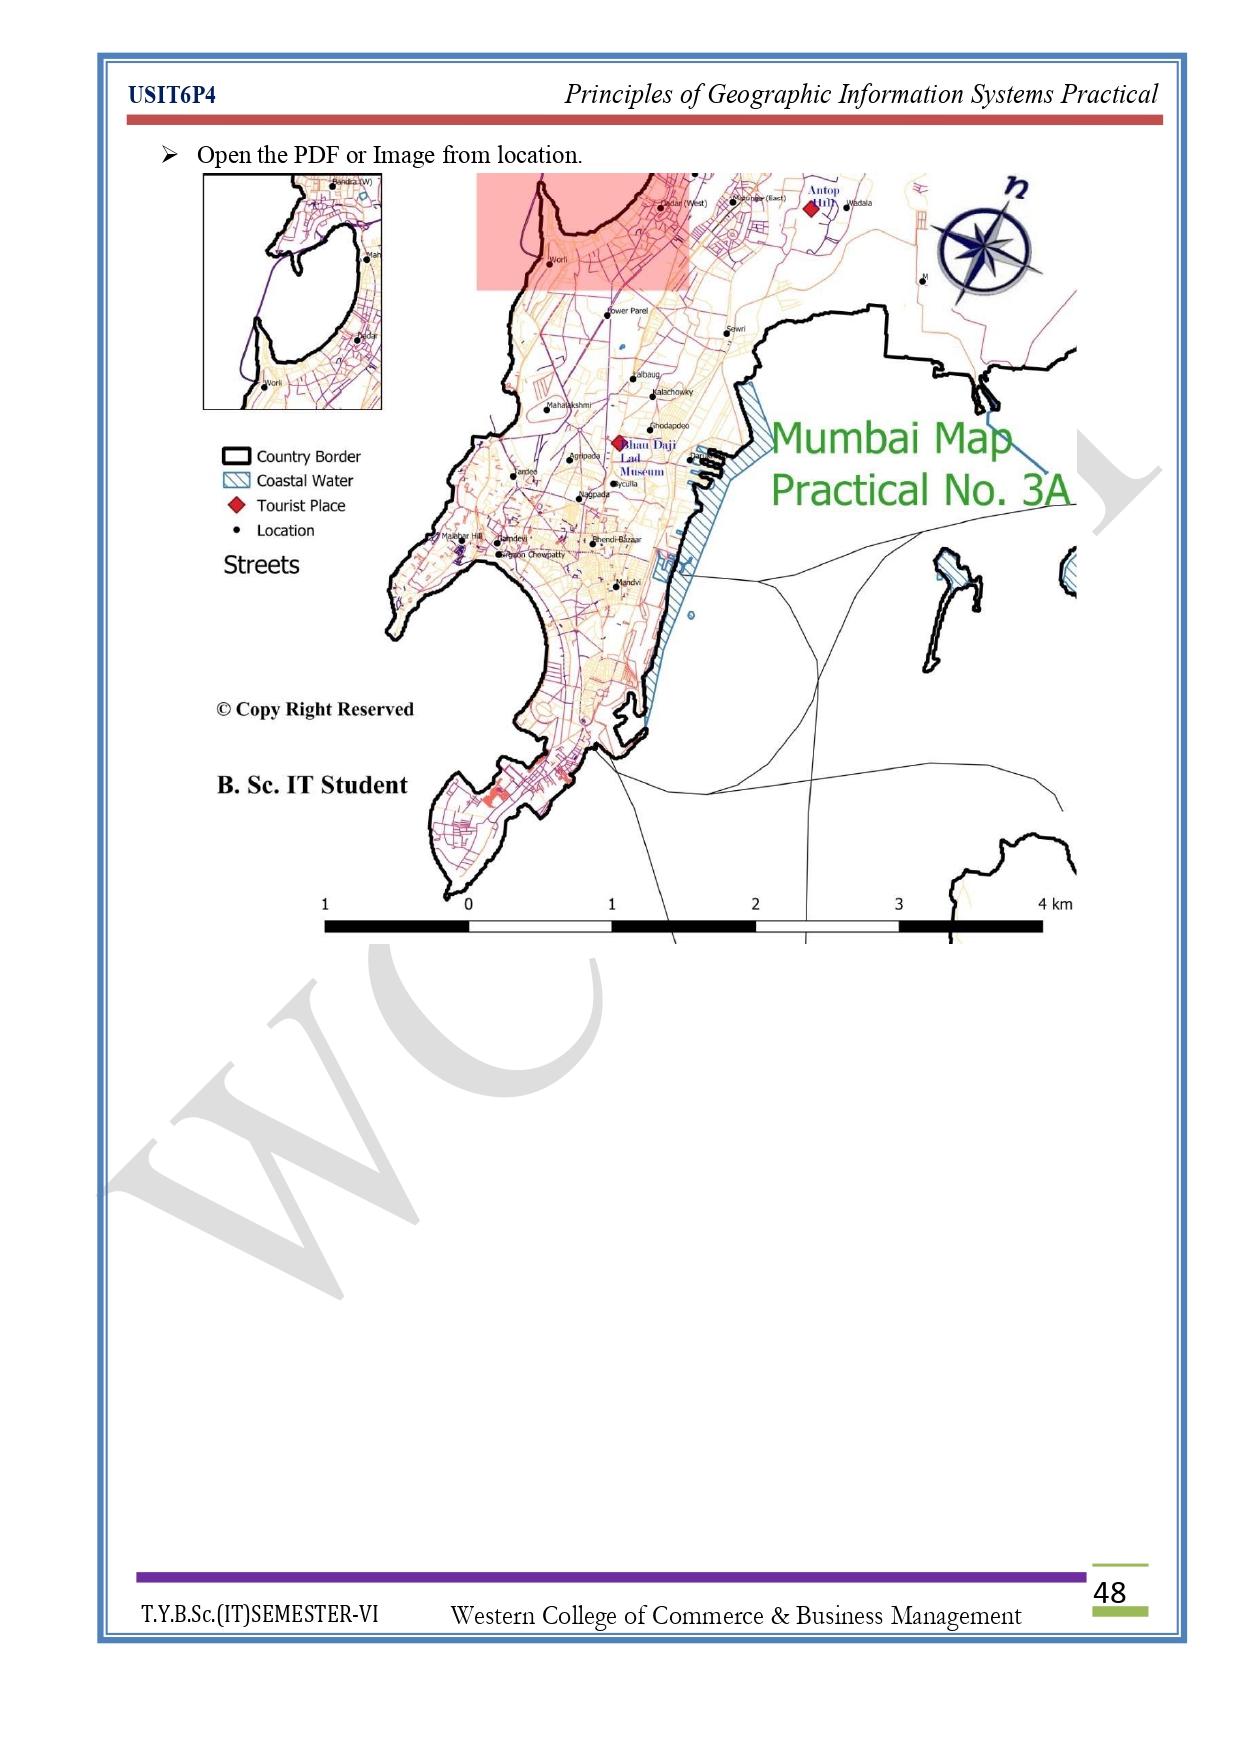 USIT6P4 Principles of Geographic Information Systems Practical
➢ Open the PDF or Image from location.
Bandra (W)
Mah
Dadar
Worli
Dadar (West)
Matunga (East)
Antop
Hill
Wadala
n
Worli
M
Lower Parel
Sewri
Lalbaug
Kalachowky
Mahalakshmi
Ghodapdeo
Bhau Daji
Lad
Museum
Agripada
Tardeo
Byculla
Nagpada
Mumbai Map
Practical No. 3A
Country Border
Coastal Water
Tourist Place
Location
Streets
Malabar Hill
Gamdevi
Bhendi Bazaar
Girgaon Chowpatty
Mandvi
© Copy Right Reserved
B. Sc. IT Student
1 0 1 2 3 4 km
WC
48
T.Y.B.Sc.(IT)SEMESTER-VI Western College of Commerce & Business Management